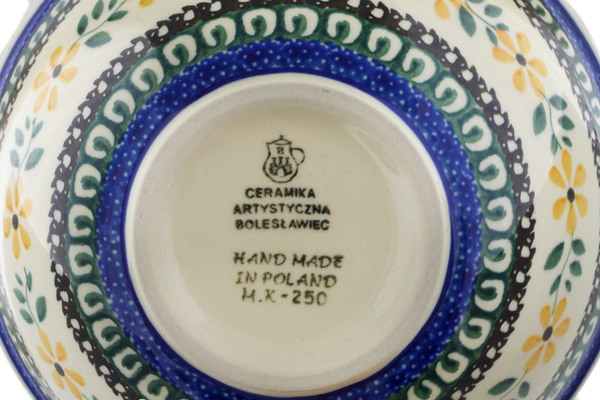 CERAMIKA
ARTYSTYCZNA
BOLESŁAWIEC
HAND MADE
IN POLAND
M.K-250